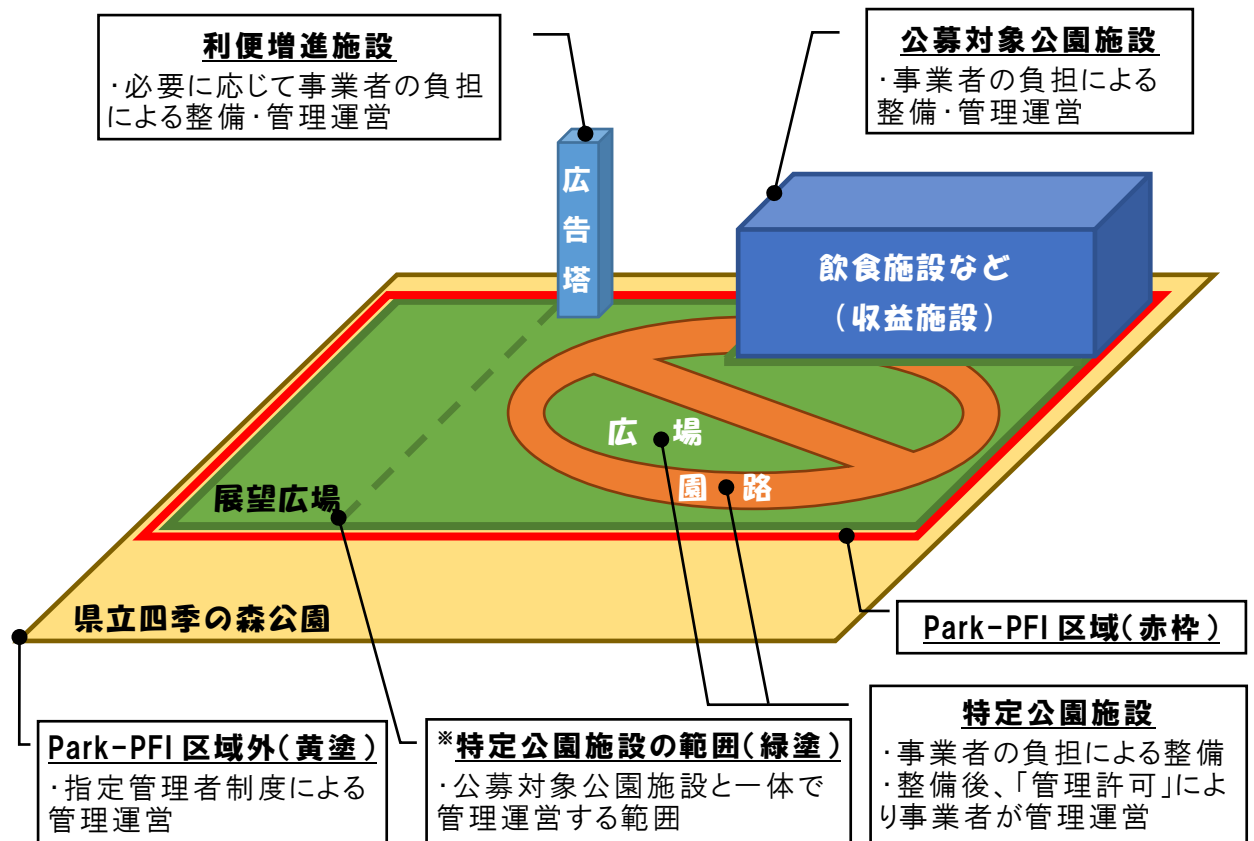 利便増進施設
・必要に応じて事業者の負担
による整備・管理運営
公募対象公園施設
・事業者の負担による
整備・管理運営
広
告
塔
飲食施設など
（収益施設）
広場
園路
展望広場
県立四季の森公園
Park-PFI区域（赤枠）
Park-PFI区域外（黄塗）
・指定管理者制度による
管理運営
※特定公園施設の範囲（緑塗）
・公募対象公園施設と一体で
管理運営する範囲
特定公園施設
・事業者の負担による整備
・整備後、「管理許可」によ
り事業者が管理運営